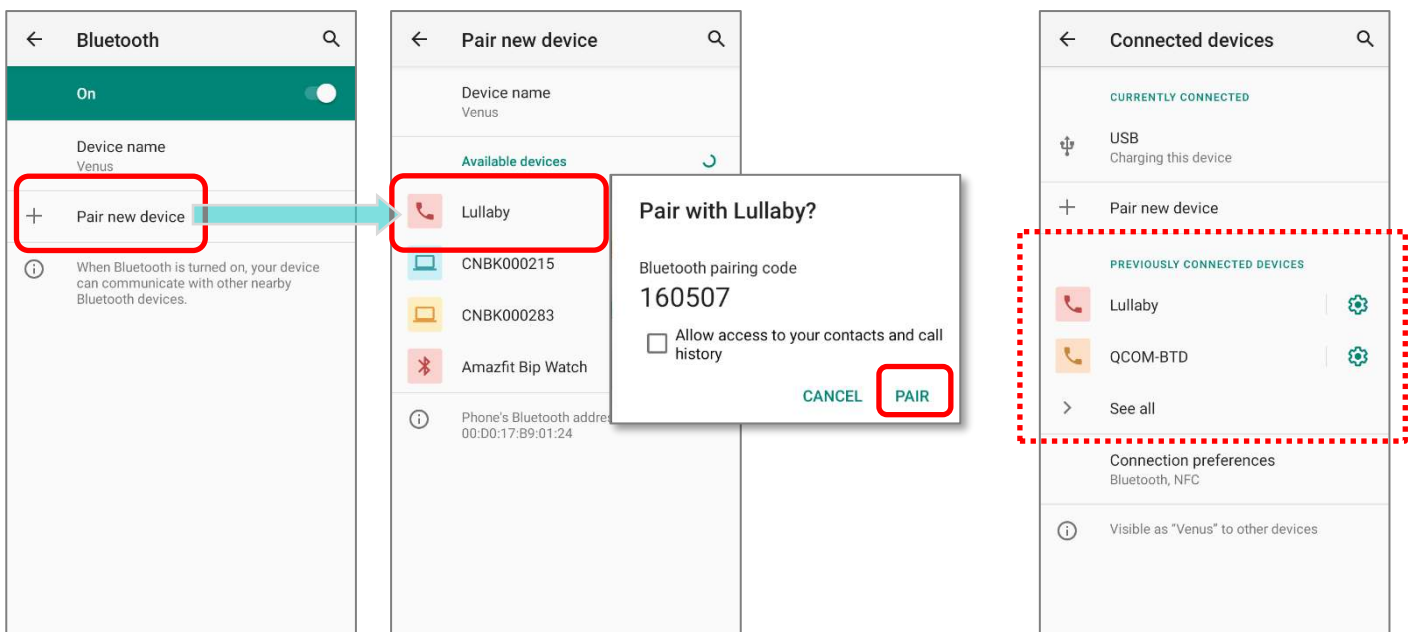 Bluetooth
On
Device name
Venus
Pair new device
When Bluetooth is turned on, your device
can communicate with other nearby
Bluetooth devices.
Pair new device
Device name
Venus
Available devices
Lullaby
CNBK000215
CNBK000283
Amazfit Bip Watch
Phone's Bluetooth
00:D0:17:B9:01:24
Pair with Lullaby?
Bluetooth pairing code
160507
Allow access to your contacts and call
history
CANCEL PAIR
Connected devices
CURRENTLY CONNECTED
USB
Charging this device
Pair new device
PREVIOUSLY CONNECTED DEVICES
Lullaby
QCOM-BTD
See all
Connection preferences
Bluetooth, NFC
Visible as "Venus" to other devices